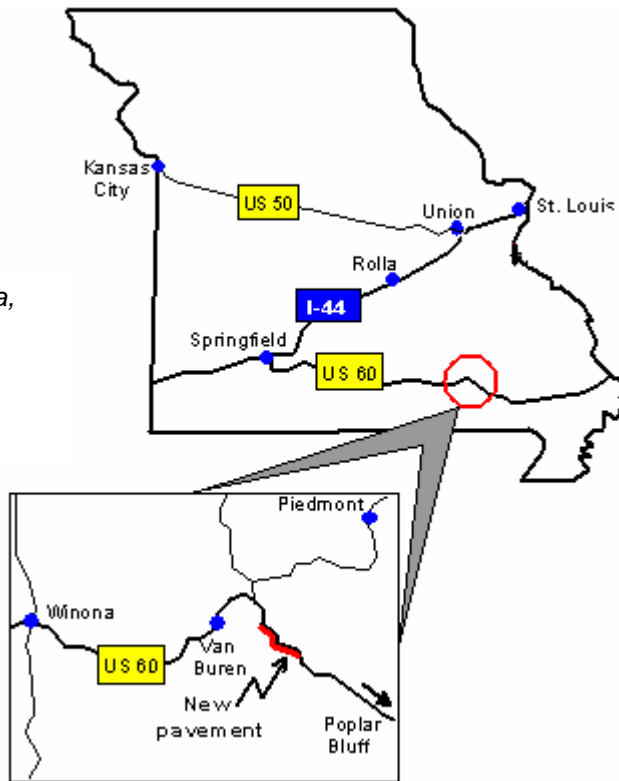 Kansas
City
US 50
Union
St. Loui
Rolla
a,
I-44
Springfield
US 60
Piedmont
Winona
Van
Buren
US 60
New
pavement
Poplar
Bluff